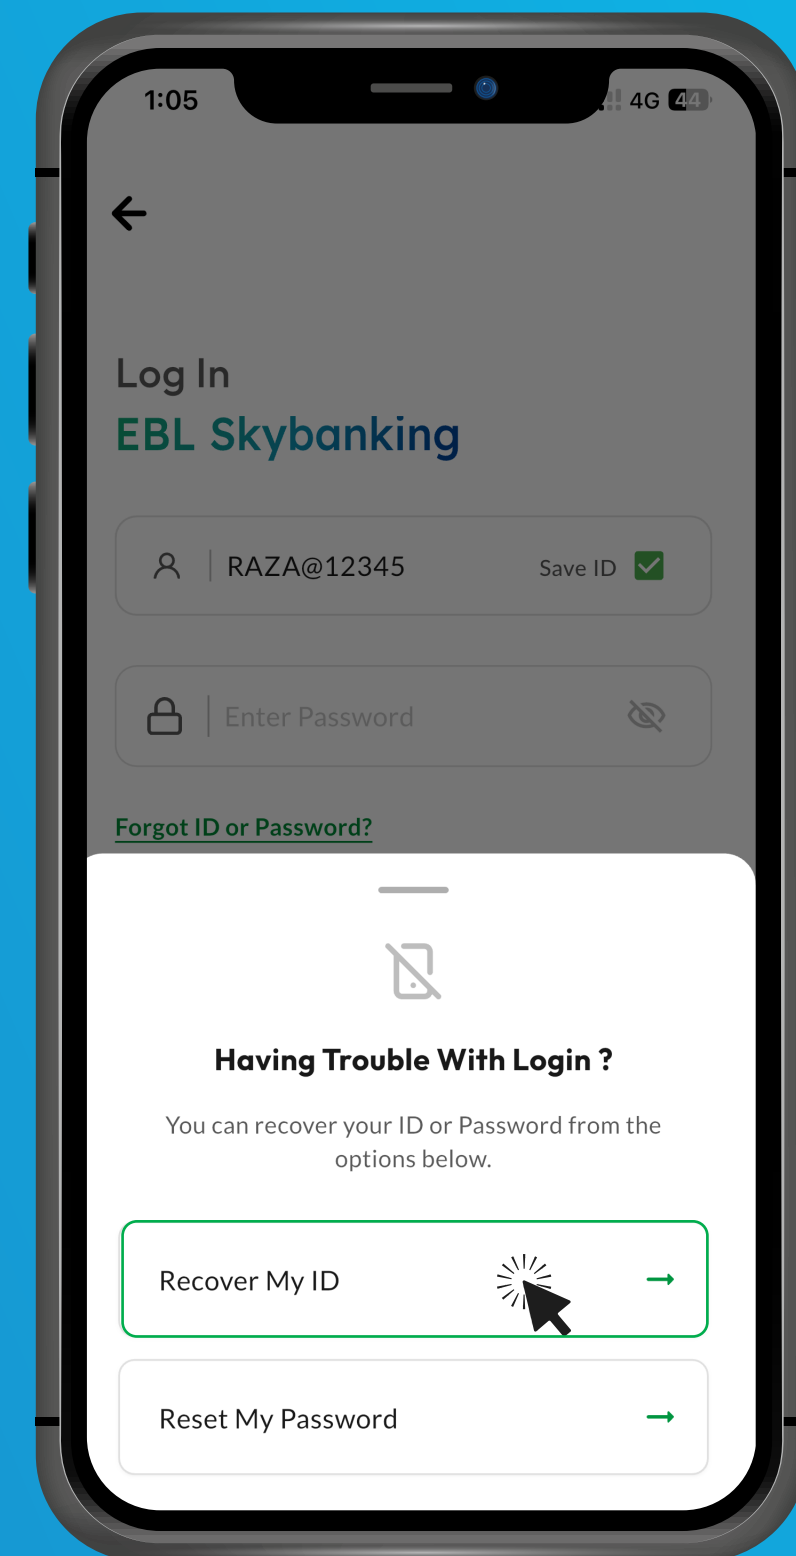 1:05
4G 44
Log In
EBL Skybanking
RAZA@12345 Save ID
Enter Password
Forgot ID or Password?
Having Trouble With Login ?
You can recover your ID or Password from the
options below.
Recover My ID
Reset My Password